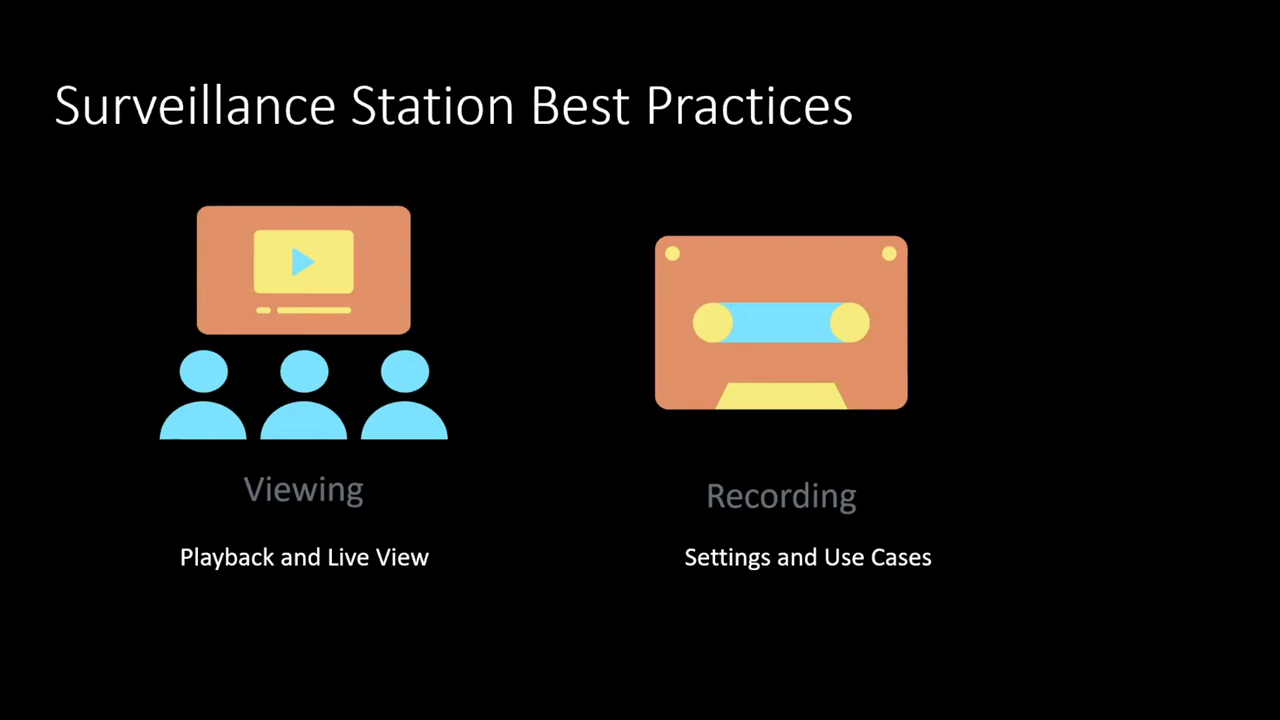 Surveillance Station Best Practices
Viewing
Playback and Live View
Recording
Settings and Use Cases